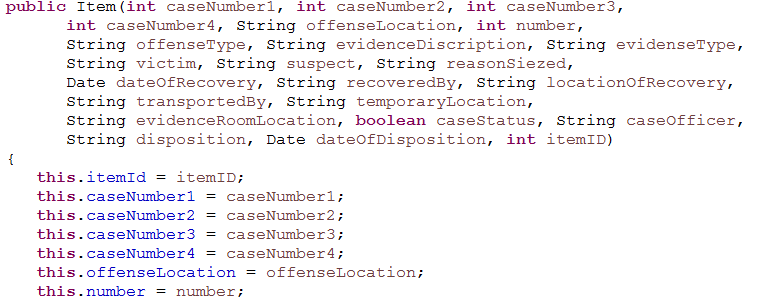 public Item(int caseNumber1, int caseNumber2, int caseNumber3,
int caseNumber4, String offenseLocation, int number,
String offenseType, String evidenceDiscription, String evidenseType,
String victim, String suspect, String reasonSiezed,
Date dateOfRecovery, String recoveredBy, String locationOfRecovery,
String transportedBy, String temporaryLocation,
String evidenceRoomLocation, boolean caseStatus, String caseOfficer,
String disposition, Date dateOfDisposition, int itemID)
{
this.itemId = itemID;
this.caseNumber1 = caseNumber1;
this.caseNumber2 = caseNumber2;
this.caseNumber3 = caseNumber3;
this.caseNumber4 = caseNumber4;
this.offenseLocation = offenseLocation;
this.number = number;